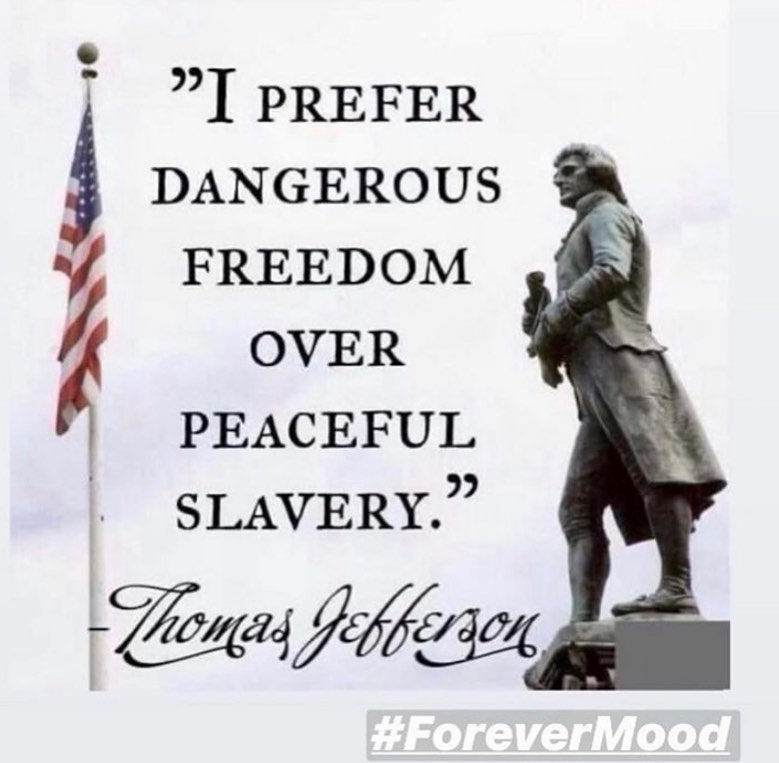 ”I PREFER
DANGEROUS
FREEDOM
OVER
PEACEFUL
SLAVERY.”
-Thomas Jefferson
#ForeverMood